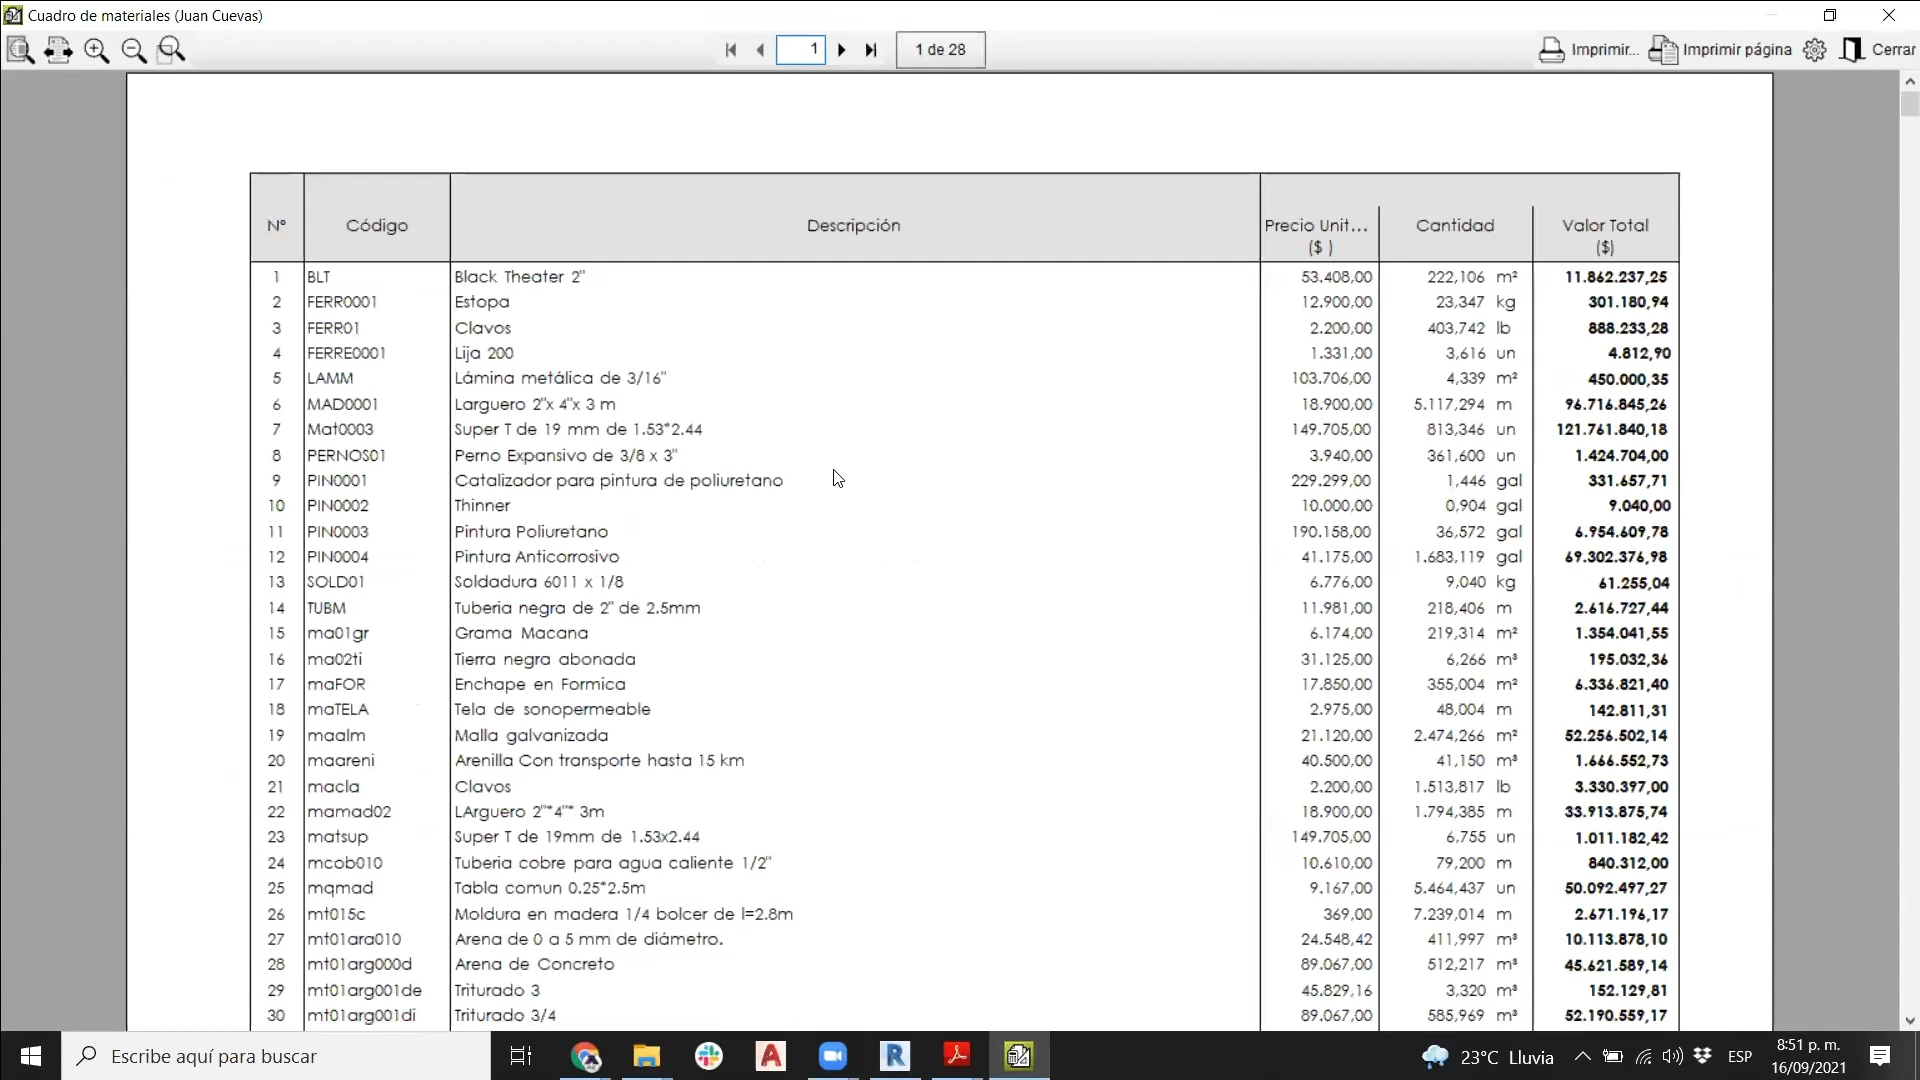 Cuadro de materiales (Juan Cuevas)
1
1 de 28
Imprimir...
Imprimir página
Cerrar
Nº Código Descripción Precio Unit... ($ ) Cantidad Valor Total ($)
1 BLT Black Theater 2" 53.408,00 222,106 m² 11.862.237,25
2 FERR0001 Estopa 12.900,00 23,347 kg 301.180,94
3 FERR01 Clavos 2.200,00 403,742 lb 888.233,28
4 FERRE0001 Lija 200 1.331,00 3,616 un 4.812,90
5 LAMM Lámina metálica de 3/16" 103.706,00 4,339 m² 450.000,35
6 MAD0001 Larguero 2"x 4"x 3 m 18.900,00 5.117,294 m 96.716.845,26
7 Mat0003 Super T de 19 mm de 1.53*2.44 149.705,00 813,346 un 121.761.840,18
8 PERNOS01 Perno Expansivo de 3/8 x 3" 3.940,00 361,600 un 1.424.704,00
9 PIN0001 Catalizador para pintura de poliuretano 229.299,00 1,446 gal 331.657,71
10 PIN0002 Thinner 10.000,00 0,904 gal 9.040,00
11 PIN0003 Pintura Poliuretano 190.158,00 36,572 gal 6.954.609,78
12 PIN0004 Pintura Anticorrosivo 41.175,00 1.683,119 gal 69.302.376,98
13 SOLD01 Soldadura 6011 x 1/8 6.776,00 9,040 kg 61.255,04
14 TUBM Tuberia negra de 2" de 2.5mm 11.981,00 218,406 m 2.616.727,44
15 ma01gr Grama Macana 6.174,00 219,314 m² 1.354.041,55
16 ma02ti Tierra negra abonada 31.125,00 6,266 m³ 195.032,36
17 maFOR Enchape en Formica 17.850,00 355,004 m² 6.336.821,40
18 maTELA Tela de sonopermeable 2.975,00 48,004 m 142.811,31
19 maalm Malla galvanizada 21.120,00 2.474,266 m² 52.256.502,14
20 maareni Arenilla Con transporte hasta 15 km 40.500,00 41,150 m³ 1.666.552,73
21 macla Clavos 2.200,00 1.513,817 lb 3.330.397,00
22 mamad02 LArguero 2"*4"* 3m 18.900,00 1.794,385 m 33.913.875,74
23 matsup Super T de 19mm de 1.53x2.44 149.705,00 6,755 un 1.011.182,42
24 mcob010 Tuberia cobre para agua caliente 1/2" 10.610,00 79,200 m 840.312,00
25 mqmad Tabla comun 0.25*2.5m 9.167,00 5.464,437 un 50.092.497,27
26 mt015c Moldura en madera 1/4 bolcer de l=2.8m 369,00 7.239,014 m 2.671.196,17
27 mt01ara010 Arena de 0 a 5 mm de diámetro. 24.548,42 411,997 m³ 10.113.878,10
28 mt01arg000d Arena de Concreto 89.067,00 512,217 m³ 45.621.589,14
29 mt01arg001de Triturado 3 45.829,16 3,320 m³ 152.129,81
30 mt01arg001di Triturado 3/4 89.067,00 585,969 m³ 52.190.559,17
Escribe aquí para buscar
23°C Lluvia
ESP
8:51 p. m.
16/09/2021